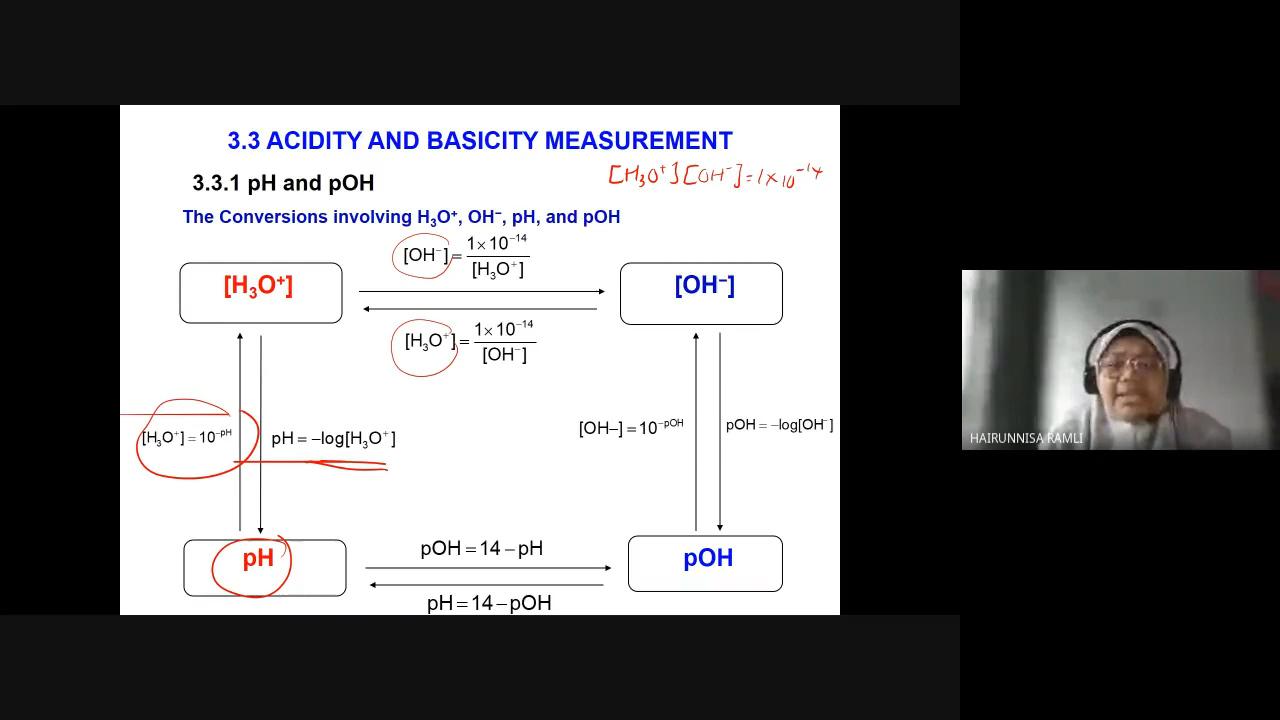 3.3 ACIDITY AND BASICITY MEASUREMENT
[H₃O⁺][OH⁻]=1×10⁻¹⁴
3.3.1 pH and pOH
The Conversions involving H₃O⁺, OH⁻, pH, and pOH
[OH⁻] = 1×10⁻¹⁴ / [H₃O⁺]
[H₃O⁺]
[OH⁻]
[H₃O⁺] = 1×10⁻¹⁴ / [OH⁻]
[H₃O⁺] = 10⁻ᵖᴴ
pH = –log[H₃O⁺]
[OH–] = 10⁻ᵖᴼᴴ
pOH = –log[OH⁻]
HAIRUNNISA RAMLI
pOH = 14 – pH
pH
pOH
pH = 14 – pOH